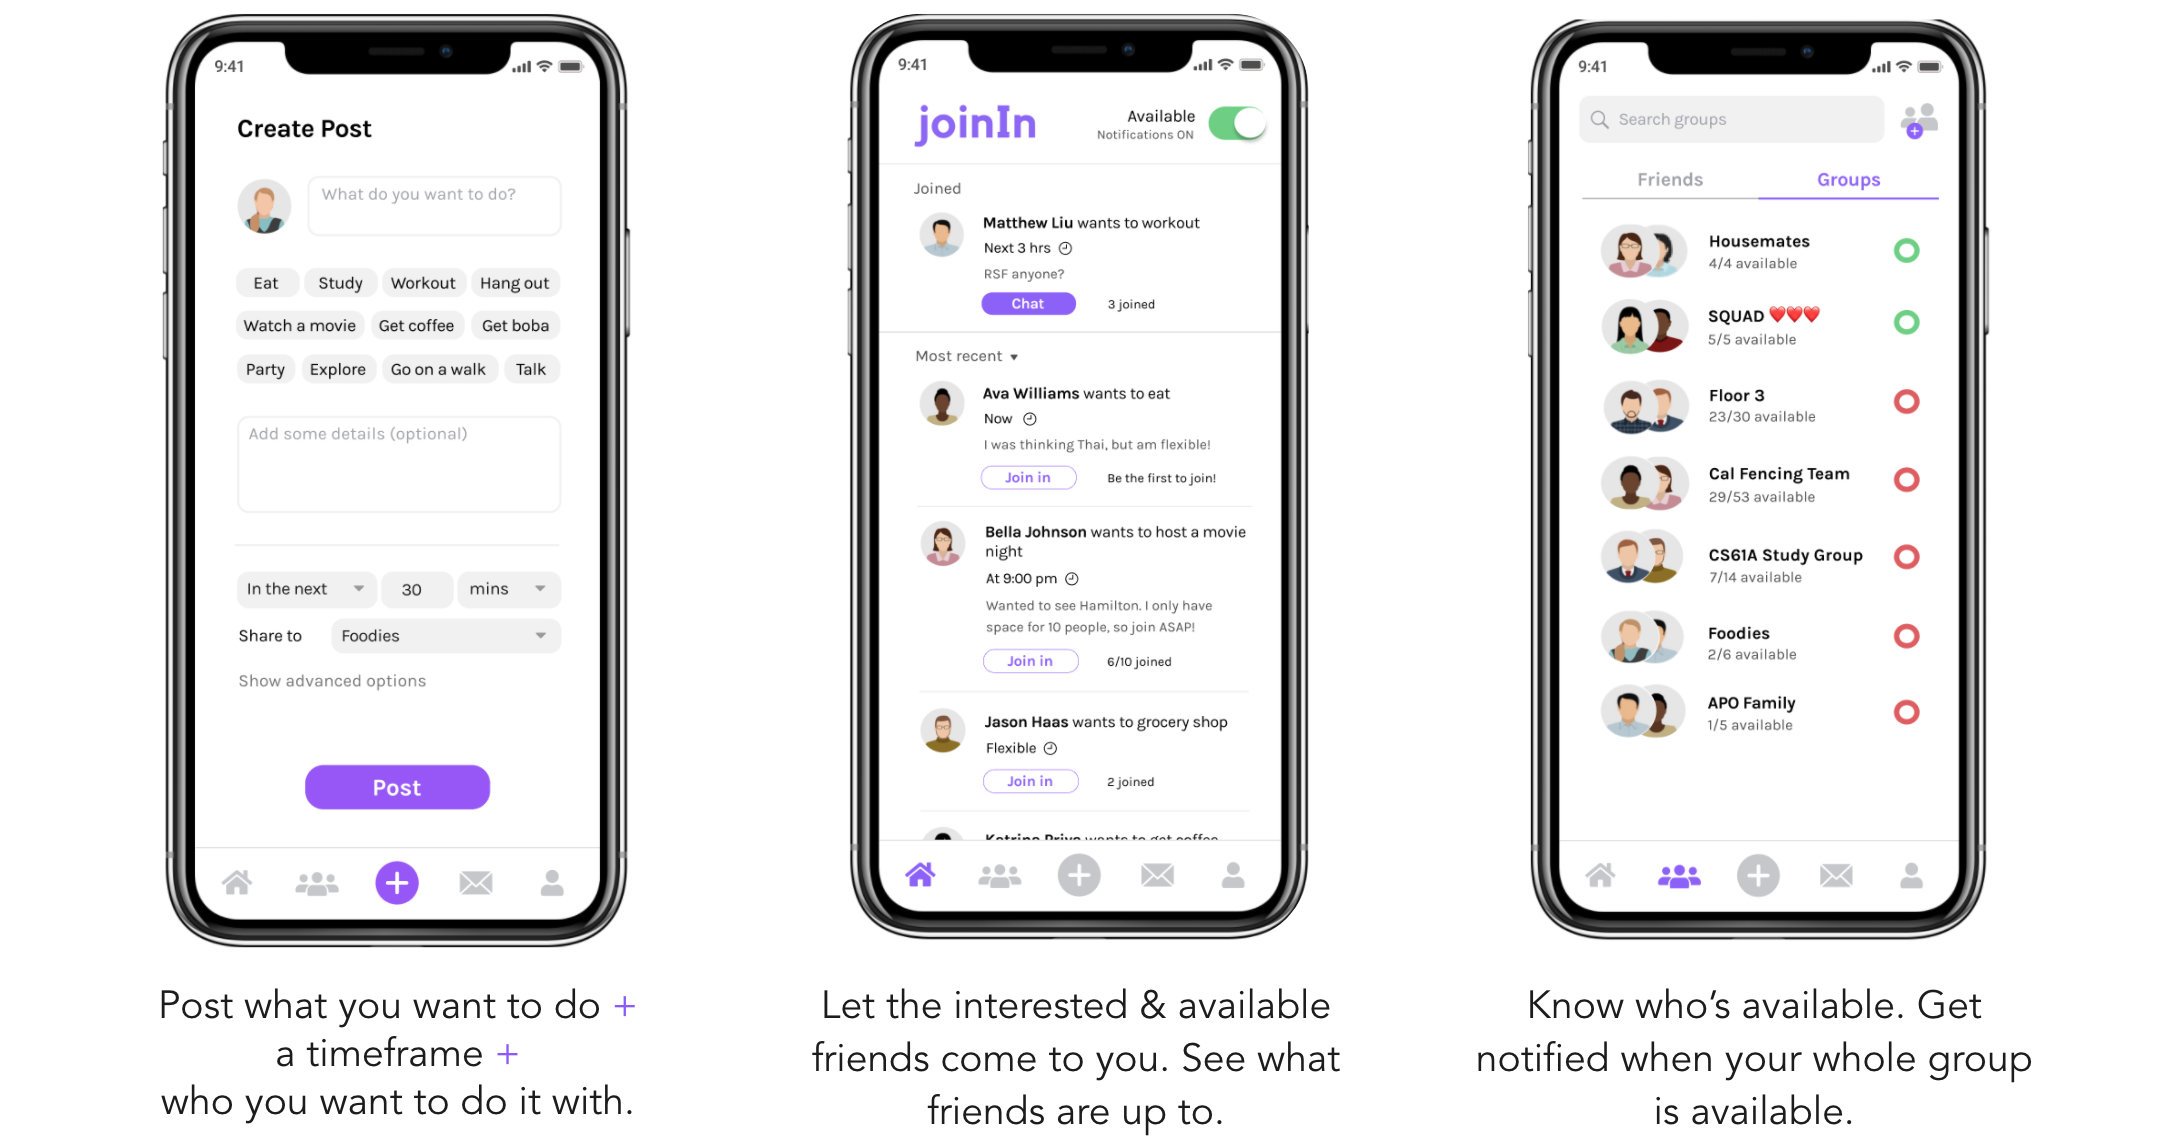 9:41
Create Post
What do you want to do?
Eat Study Workout Hang out
Watch a movie Get coffee Get boba
Party Explore Go on a walk Talk
Add some details (optional)
In the next 30 mins
Share to Foodies
Show advanced options
Post
Post what you want to do +
a timeframe +
who you want to do it with.
9:41
joinIn
Available
Notifications ON
Joined
Matthew Liu wants to workout
Next 3 hrs
RSF anyone?
Chat 3 joined
Most recent
Ava Williams wants to eat
Now
I was thinking Thai, but am flexible!
Join in Be the first to join!
Bella Johnson wants to host a movie
night
At 9:00 pm
Wanted to see Hamilton. I only have
space for 10 people, so join ASAP!
Join in 6/10 joined
Jason Haas wants to grocery shop
Flexible
Join in 2 joined
Katrina Priya wants to get coffee
Let the interested & available
friends come to you. See what
friends are up to.
9:41
Search groups
Friends Groups
Housemates
4/4 available
SQUAD ❤️❤️❤️
5/5 available
Floor 3
23/30 available
Cal Fencing Team
29/53 available
CS61A Study Group
7/14 available
Foodies
2/6 available
APO Family
1/5 available
Know who’s available. Get
notified when your whole group
is available.